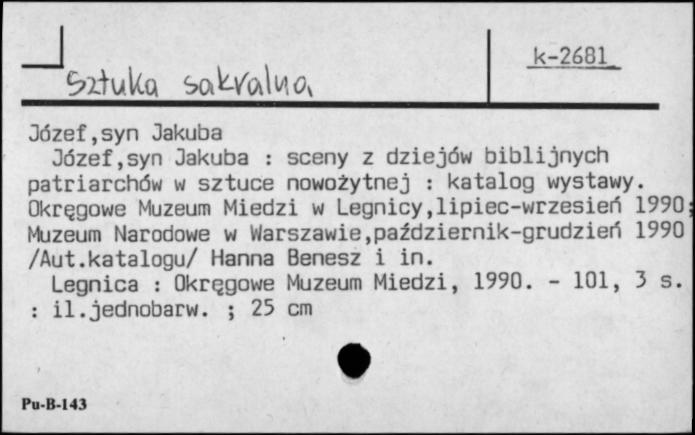 k-2681
Sztuka sakralna
Józef,syn Jakuba
Józef,syn Jakuba : sceny z dziejów biblijnych
patriarchów w sztuce nowożytnej : katalog wystawy.
Okręgowe Muzeum Miedzi w Legnicy,lipiec-wrzesień 1990;
Muzeum Narodowe w Warszawie,październik-grudzień 1990
/Aut.katalogu/ Hanna Benesz i in.
Legnica : Okręgowe Muzeum Miedzi, 1990. - 101, 3 s.
: il.jednobarw. ; 25 cm
Pu-B-143